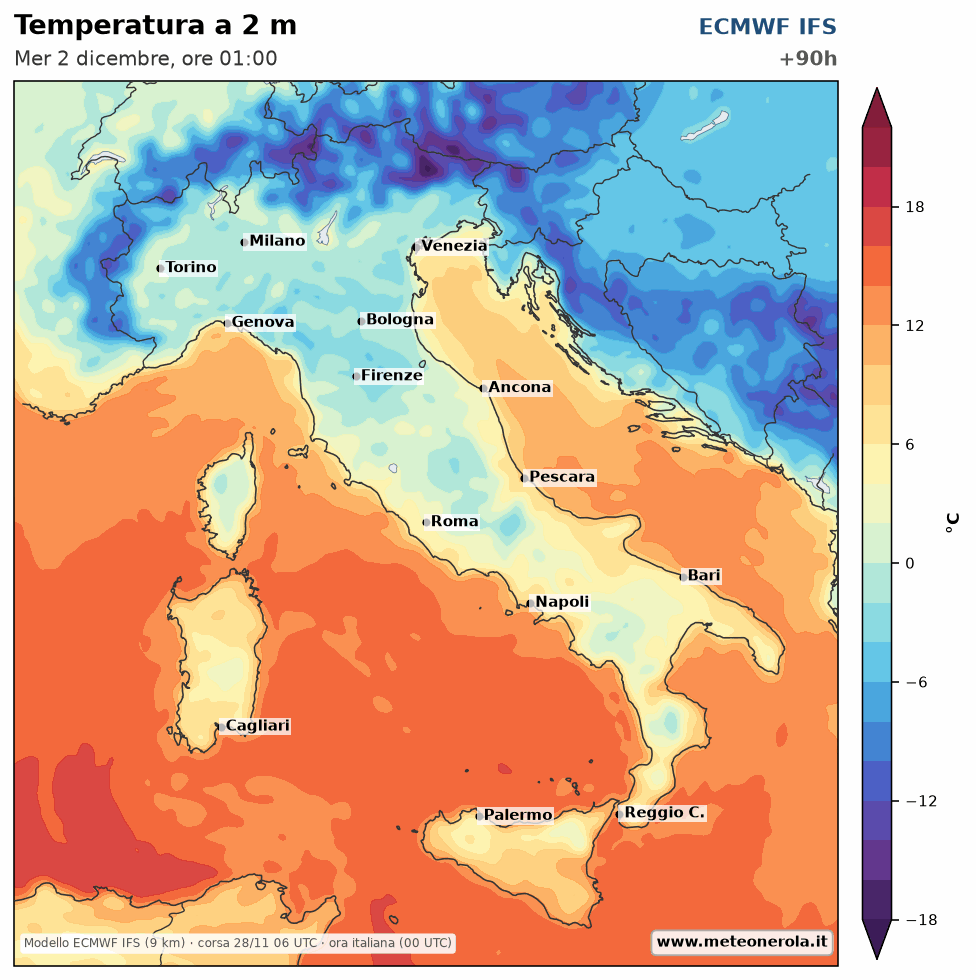 Temperatura a 2 m
ECMWF IFS
Mer 2 dicembre, ore 01:00
+90h
Milano
Venezia
Torino
Genova
Bologna
Firenze
Ancona
Pescara
Roma
Bari
Napoli
Cagliari
Palermo
Reggio C.
18
12
6
0
−6
−12
−18
°C
Modello ECMWF IFS (9 km) · corsa 28/11 06 UTC · ora italiana (00 UTC)
www.meteonerola.it